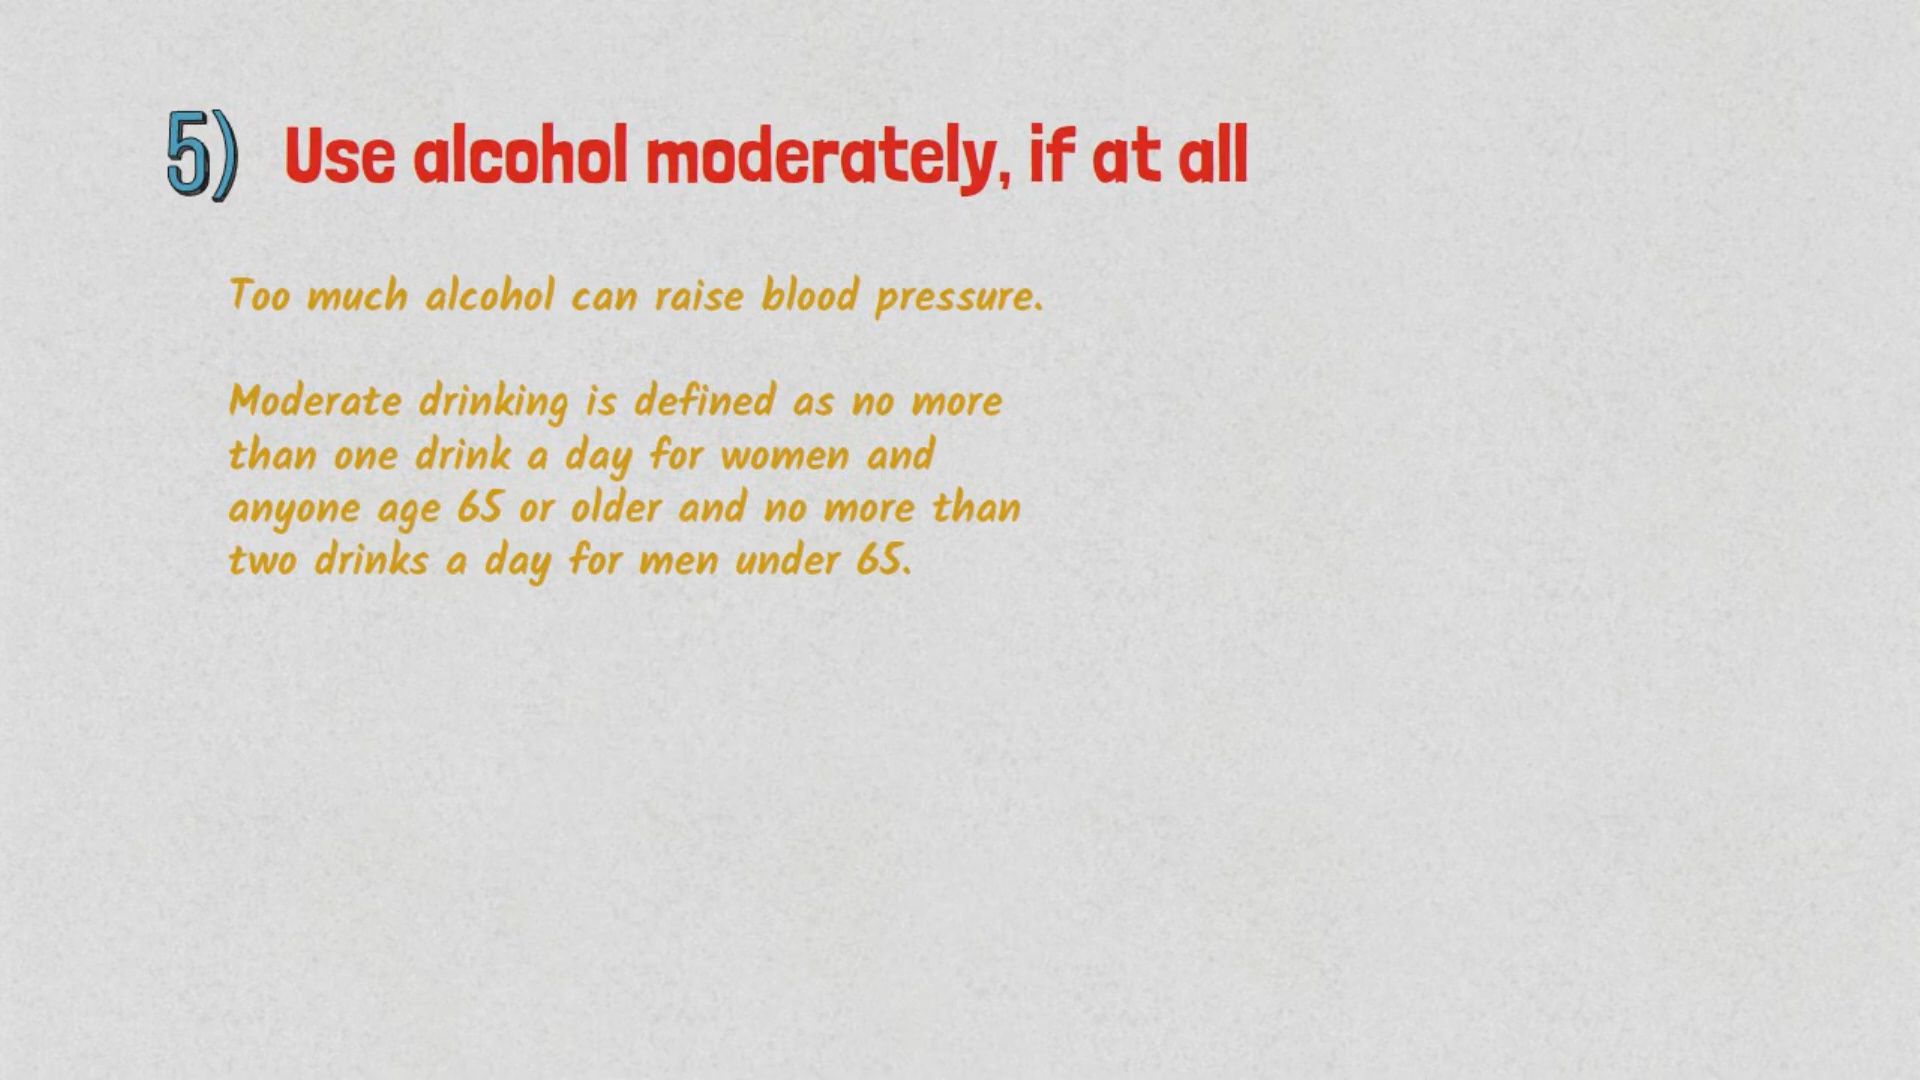 5) Use alcohol moderately, if at all
Too much alcohol can raise blood pressure.
Moderate drinking is defined as no more
than one drink a day for women and
anyone age 65 or older and no more than
two drinks a day for men under 65.